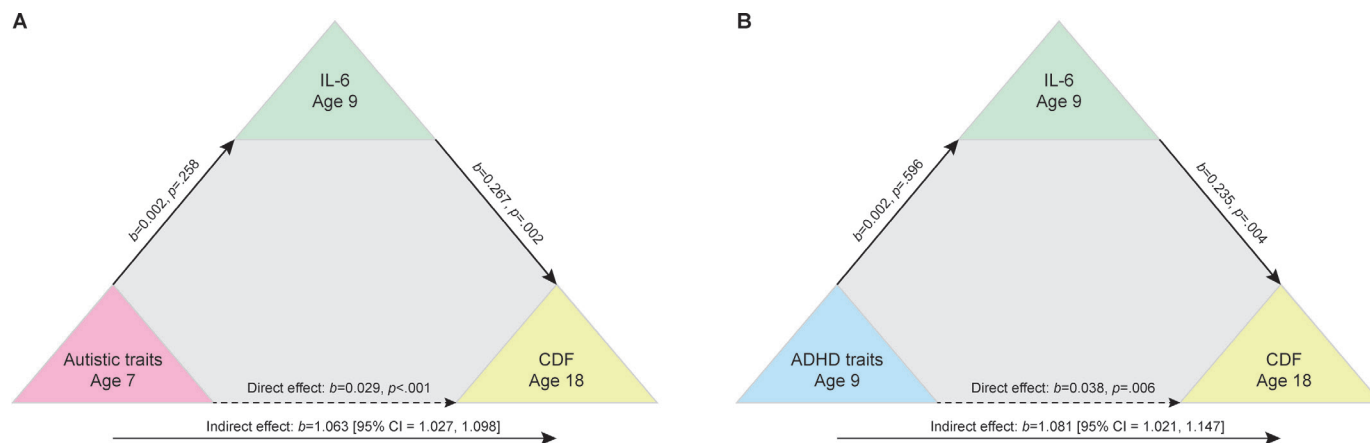 A
IL-6
Age 9
b=0.002, p=.258
b=0.267, p=.002
Autistic traits
Age 7
CDF
Age 18
Direct effect: b=0.029, p<.001
Indirect effect: b=1.063 [95% CI = 1.027, 1.098]
B
IL-6
Age 9
b=0.002, p=.596
b=0.235, p=.004
ADHD traits
Age 9
CDF
Age 18
Direct effect: b=0.038, p=.006
Indirect effect: b=1.081 [95% CI = 1.021, 1.147]